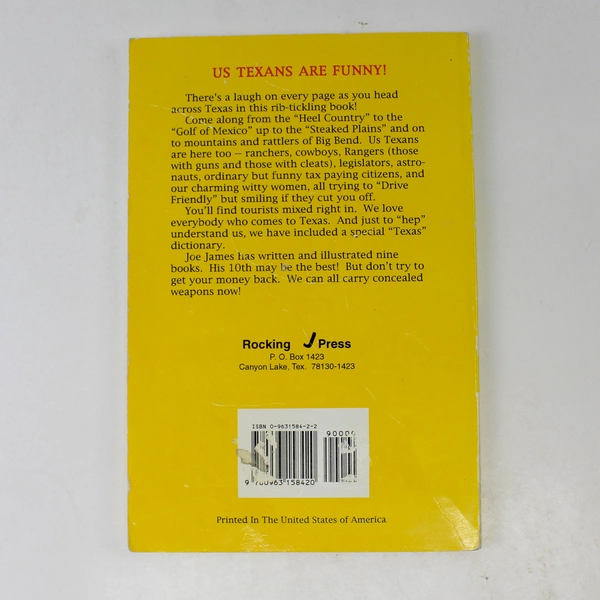 US TEXANS ARE FUNNY!
There's a laugh on every page as you head
across Texas in this rib-tickling book!
Come along from the "Heel Country" to the
"Golf of Mexico" up to the "Steaked Plains" and on
to mountains and rattlers of Big Bend. Us Texans
are here too — ranchers, cowboys, Rangers (those
with guns and those with cleats), legislators, astro-
nauts, ordinary but funny tax paying citizens, and
our charming witty women, all trying to "Drive
Friendly" but smiling if they cut you off.
You'll find tourists mixed right in. We love
everybody who comes to Texas. And just to "hep"
understand us, we have included a special "Texas"
dictionary.
Joe James has written and illustrated nine
books. His 10th may be the best! But don't try to
get your money back. We can all carry concealed
weapons now!
Rocking J Press
P. O. Box 1423
Canyon Lake, Tex. 78130-1423
ISBN 0-9631584-2-2
9 780963 158420
Printed In The United States of America